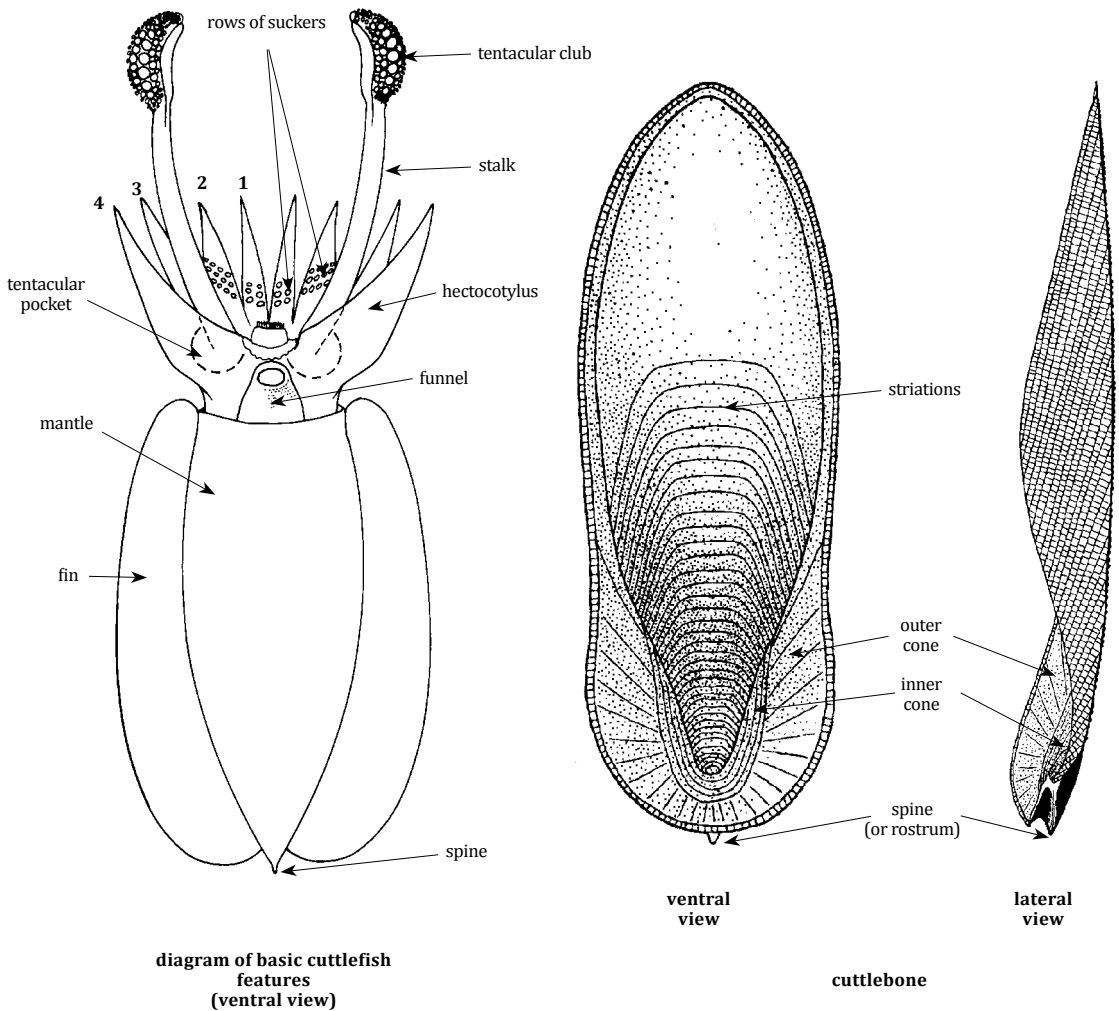 rows of suckers
tentacular club
stalk
4
3
2
1
tentacular
pocket
hectocotylus
funnel
mantle
fin
spine
striations
outer
cone
inner
cone
spine
(or rostrum)
ventral
view
lateral
view
diagram of basic cuttlefish
features
(ventral view)
cuttlebone